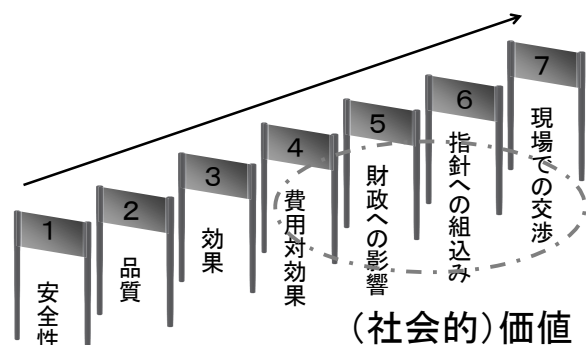 1
安全性
2
品質
3
効果
4
費用対効果
5
財政への影響
6
指針への組込み
7
現場での交渉
(社会的)価値